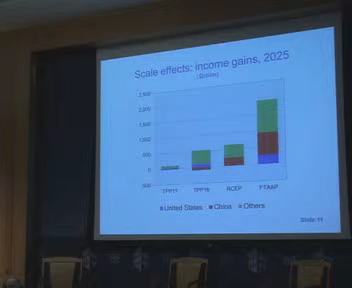 Scale effects: income gains, 2025
($billion)
2,500
2,000
1,500
1,000
500
0
TPP11
TPP16
RCEP
FTAAP
United States
China
Others
Slide 11